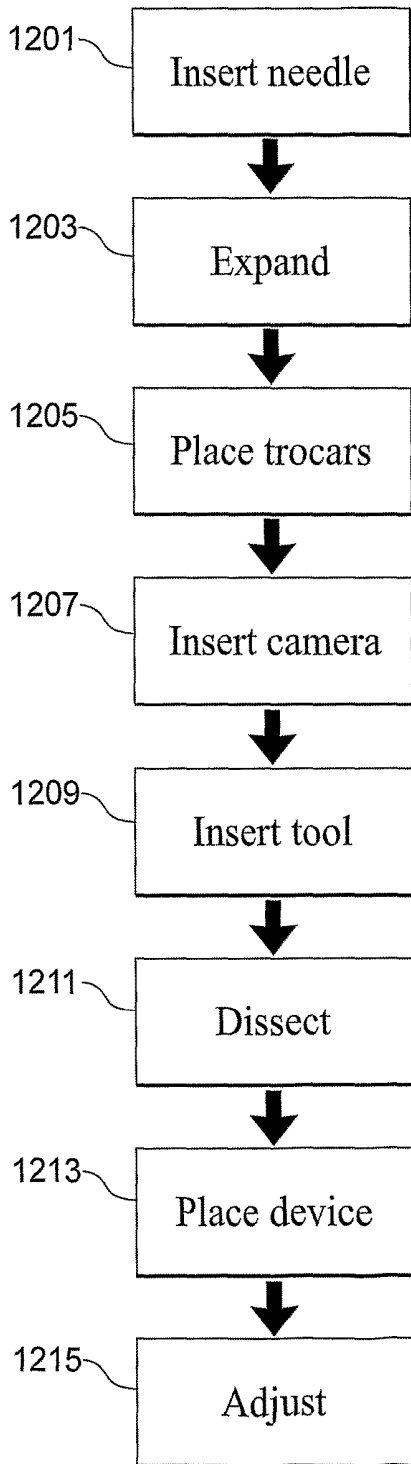 1201
Insert needle
1203
Expand
1205
Place trocars
1207
Insert camera
1209
Insert tool
1211
Dissect
1213
Place device
1215
Adjust